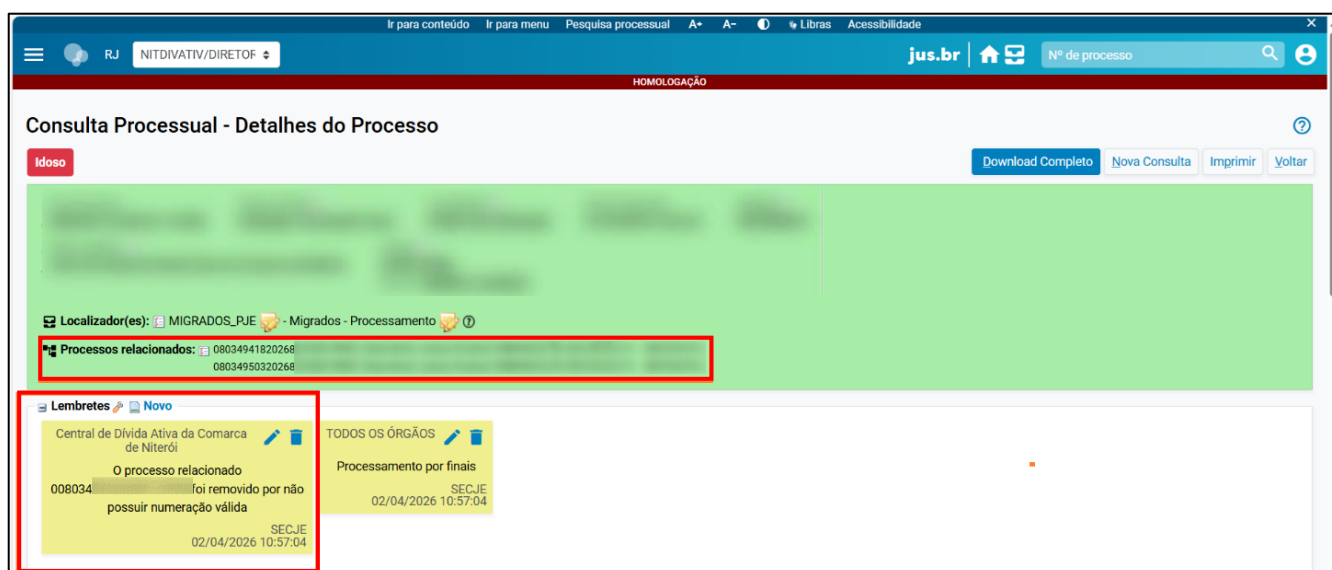 Ir para conteúdo Ir para menu Pesquisa processual A+ A- Libras Acessibilidade
RJ NITDIVATIV/DIRETOF jus.br Nº de processo
HOMOLOGAÇÃO
Consulta Processual - Detalhes do Processo
Idoso Download Completo Nova Consulta Imprimir Voltar
Localizador(es): MIGRADOS_PJE - Migrados - Processamento
Processos relacionados: 08034941820268
08034950320268
Lembretes Novo
Central de Dívida Ativa da Comarca
de Niterói
O processo relacionado
008034 foi removido por não
possuir numeração válida
SECJE
02/04/2026 10:57:04
TODOS OS ÓRGÃOS
Processamento por finais
SECJE
02/04/2026 10:57:04